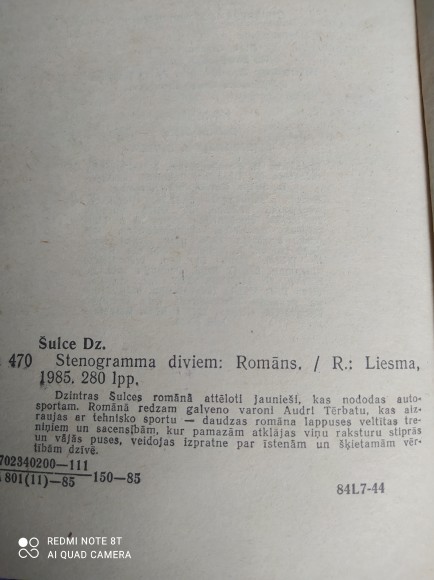 Šulce Dz.
470 Stenogramma diviem: Romāns. / R.: Liesma,
1985. 280 lpp.
Dzintras Šulces romānā attēloti jaunieši, kas nododas auto-
sportam. Romānā redzam galveno varoni Audri Tērbatu, kas aiz-
raujas ar tehnisko sportu — daudzas romāna lappuses veltītas tre-
niņiem un sacensībām, kur pamazām atklājas viņu raksturu stiprās
un vājās puses, veidojas izpratne par īstenām un šķietamām vēr-
tībām dzīvē.
702340200—111
801(11)—85 150—85
84L7-44
REDMI NOTE 8T
AI QUAD CAMERA